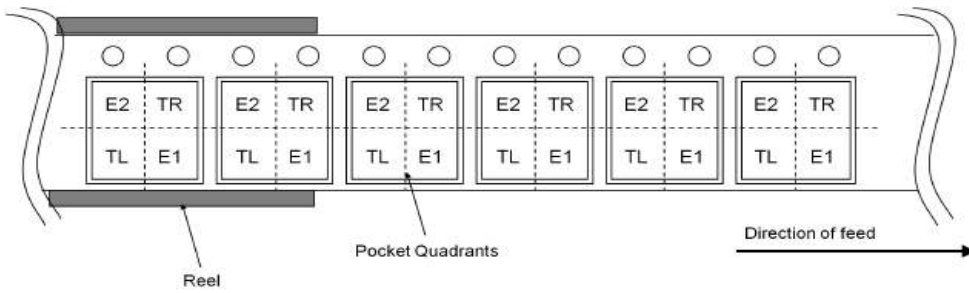 E2 TR E2 TR E2 TR E2 TR E2 TR E2 TR
TL E1 TL E1 TL E1 TL E1 TL E1 TL E1
Direction of feed
Pocket Quadrants
Reel